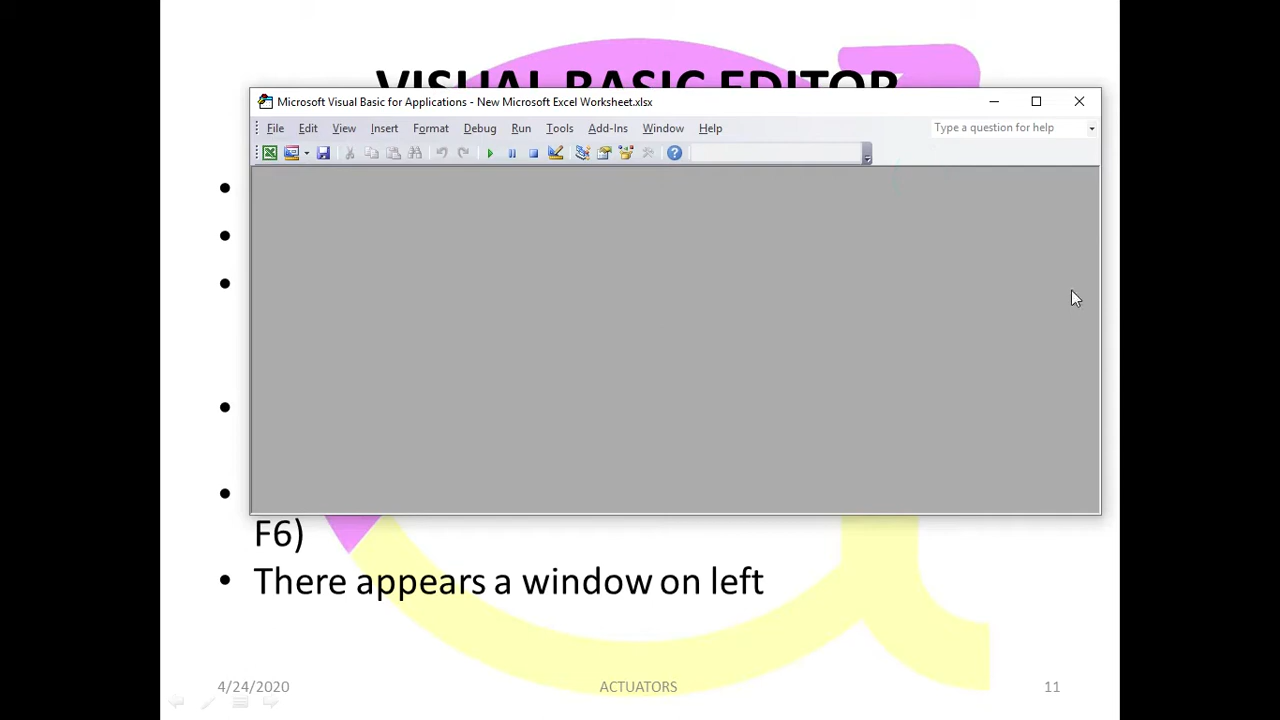 VISUAL BASIC EDITOR
Microsoft Visual Basic for Applications - New Microsoft Excel Worksheet.xlsx
File Edit View Insert Format Debug Run Tools Add-Ins Window Help
Type a question for help
F6)
• There appears a window on left
4/24/2020
ACTUATORS
11